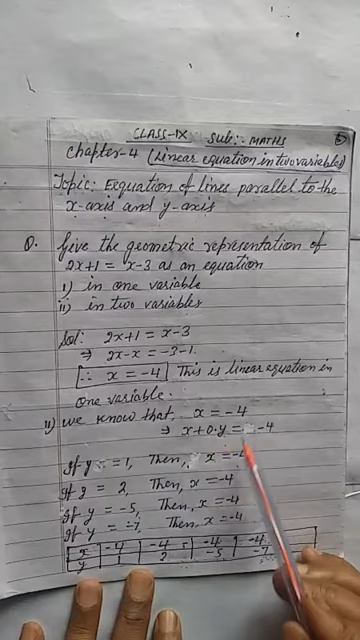 CLASS-IX Sub:- MATHS
Chapter-4 (Linear equation in two variables)
Topic: Eequation of lines parallel to the
x-axis and y-axis
Q. Give the geometric representation of
2x+1 = x-3 as an equation
i) in one variable
ii) in two variables
Sol: 2x+1 = x-3
⇒ 2x-x = -3-1
∴ x = -4 This is linear equation in
one variable.
ii) we know that, x = -4
⇒ x+0.y = -4
If y = 1, Then, x = -4
If y = 2, Then, x = -4
If y = -5, Then, x = -4
If y = -7, Then, x = -4
x -4 -4 -4 -4
y 1 2 -5 -7